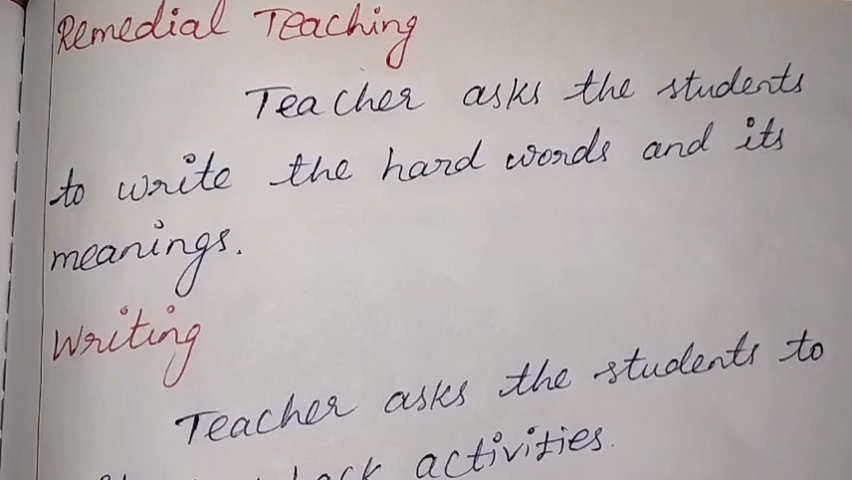 Remedial Teaching
Teacher asks the students
to write the hard words and its
meanings.
Writing
Teacher asks the students to
activities.